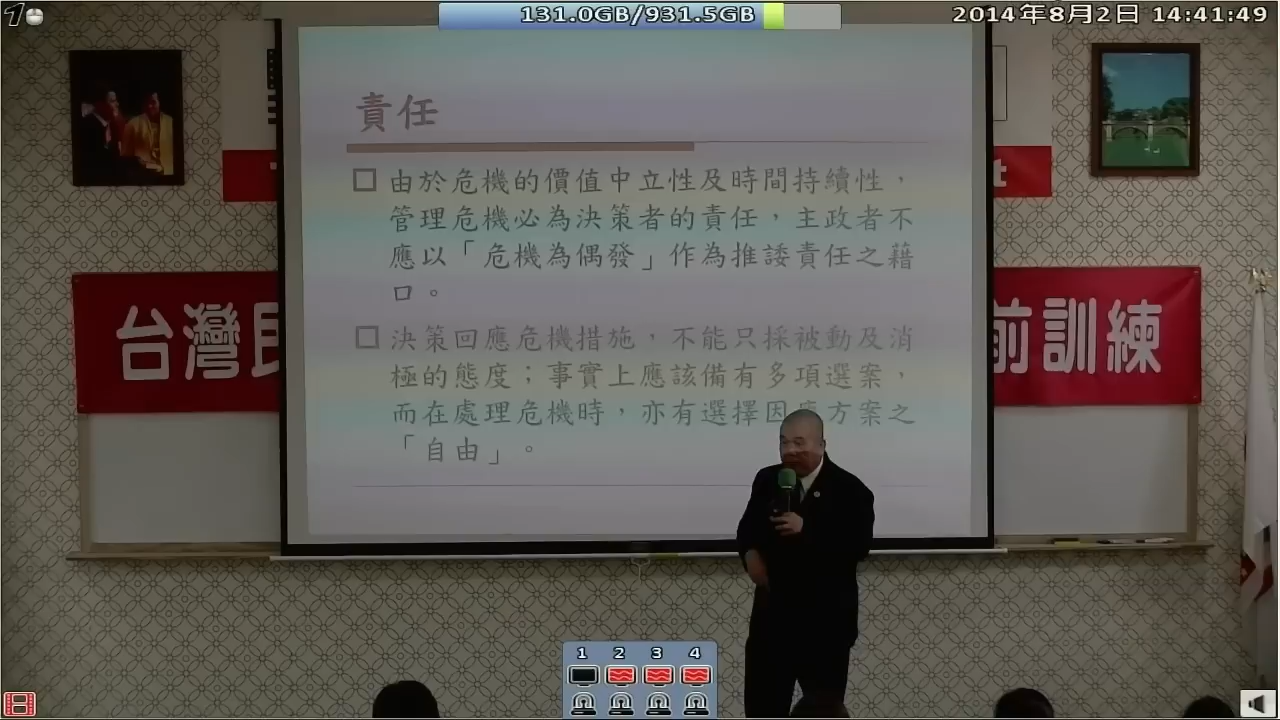 131.0GB/931.5GB
2014年8月2日 14:41:49
責任
由於危機的價值中立性及時間持續性，
管理危機必為決策者的責任，主政者不
應以「危機為偶發」作為推諉責任之藉
口。
決策回應危機措施，不能只採被動及消
極的態度；事實上應該備有多項選案，
而在處理危機時，亦有選擇因應方案之
「自由」。
t
台灣民
前訓練
1 2 3 4